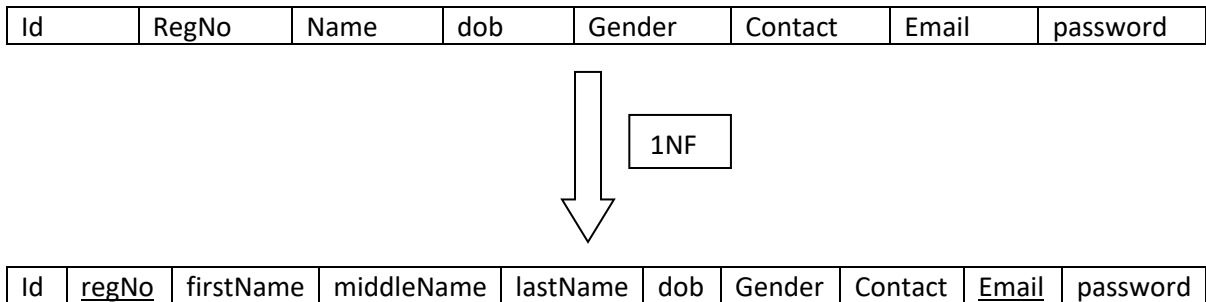 Id RegNo Name dob Gender Contact Email password
1NF
Id regNo firstName middleName lastName dob Gender Contact Email password